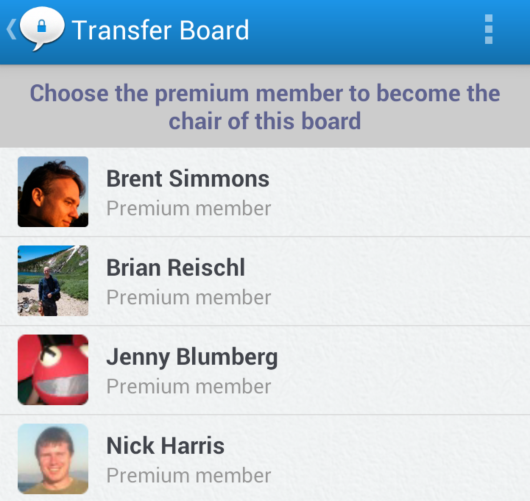 Transfer Board
Choose the premium member to become the
chair of this board
Brent Simmons
Premium member
Brian Reischl
Premium member
Jenny Blumberg
Premium member
Nick Harris
Premium member